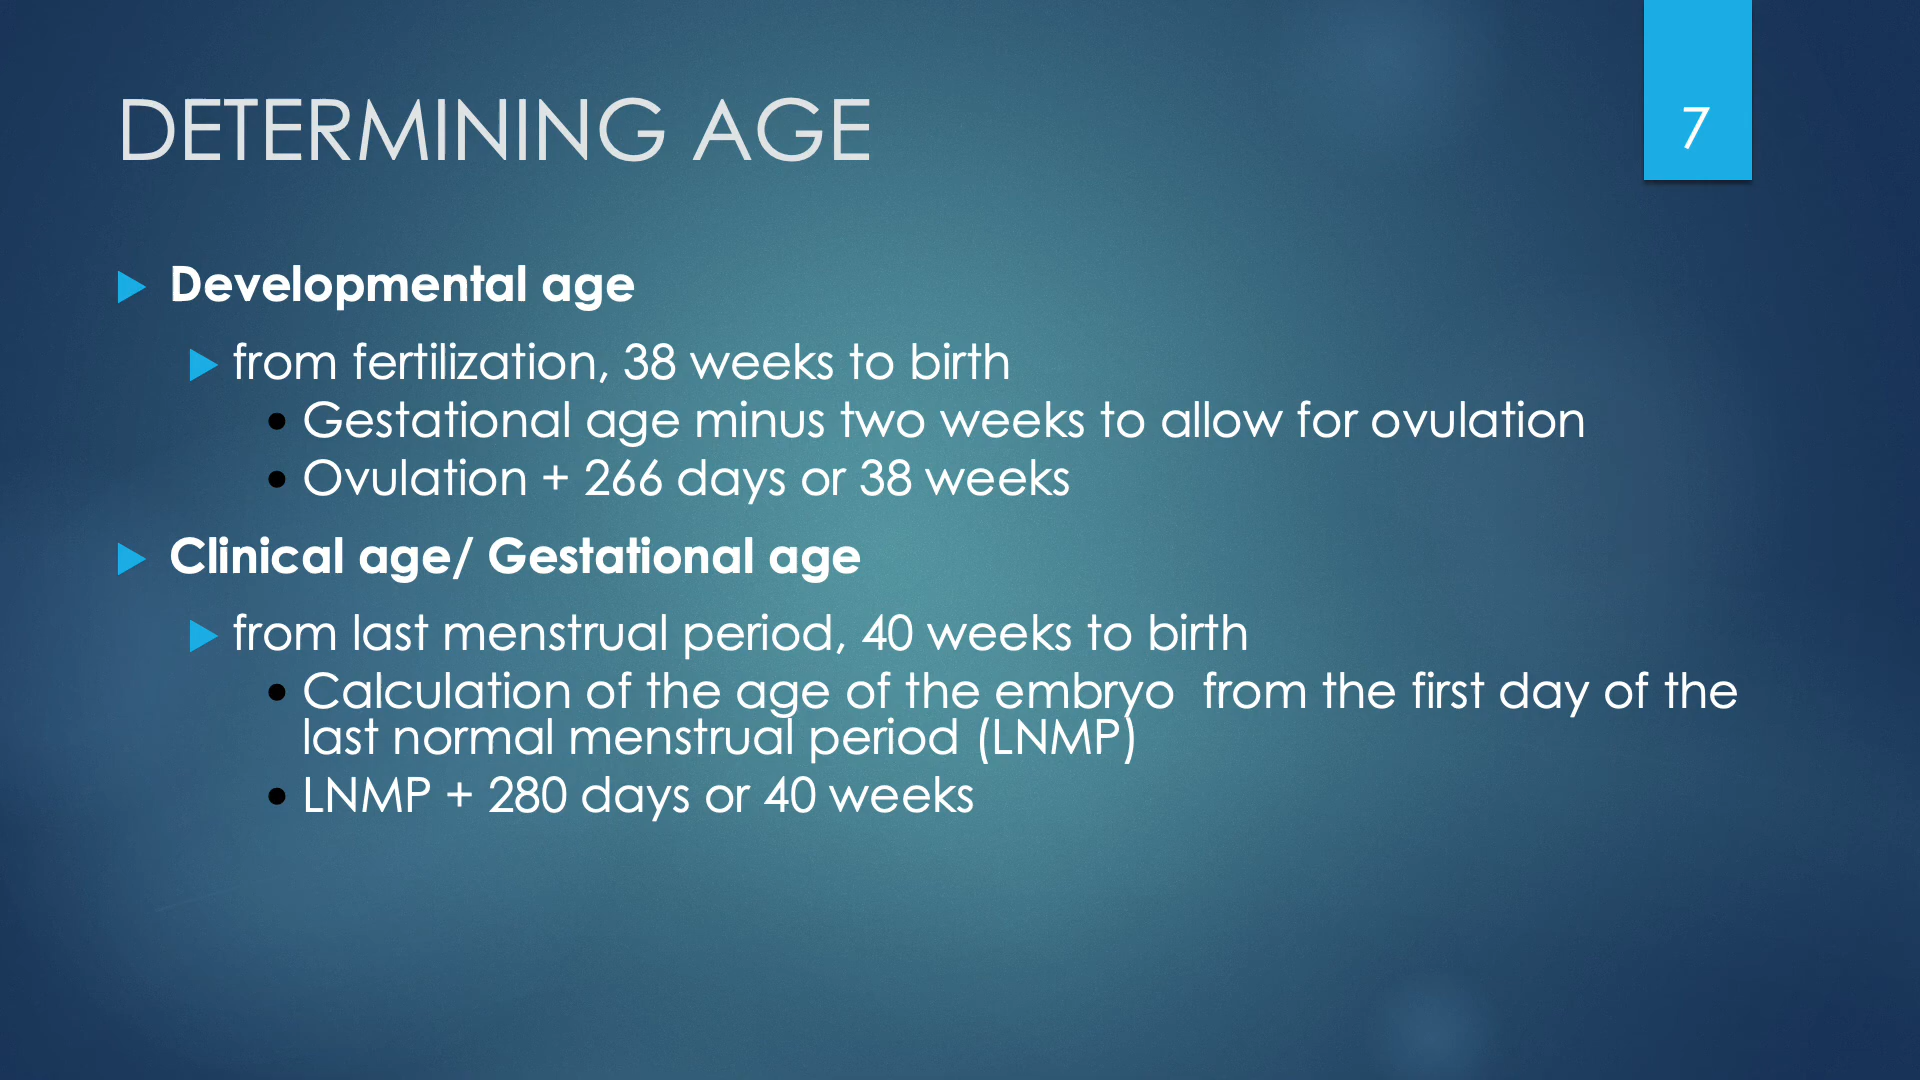 DETERMINING AGE
7
Developmental age
from fertilization, 38 weeks to birth
Gestational age minus two weeks to allow for ovulation
Ovulation + 266 days or 38 weeks
Clinical age/ Gestational age
from last menstrual period, 40 weeks to birth
Calculation of the age of the embryo  from the first day of the
last normal menstrual period (LNMP)
LNMP + 280 days or 40 weeks